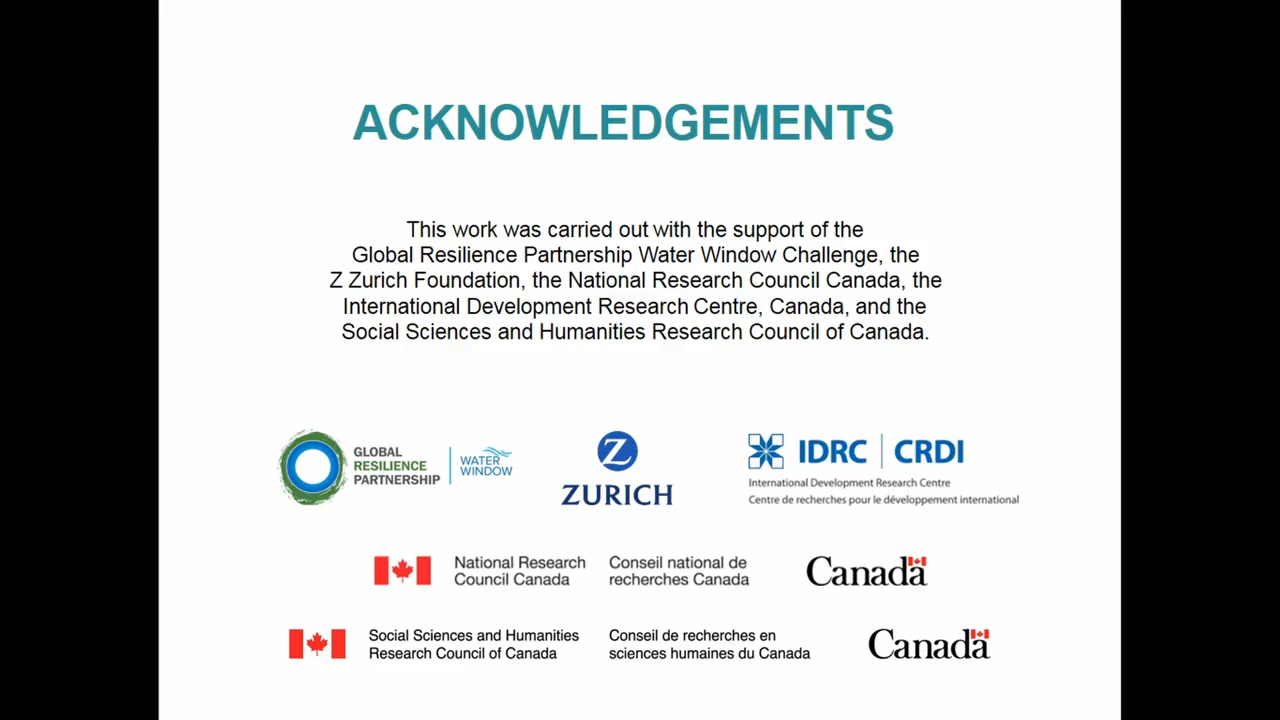 ACKNOWLEDGEMENTS
This work was carried out with the support of the
Global Resilience Partnership Water Window Challenge, the
Z Zurich Foundation, the National Research Council Canada, the
International Development Research Centre, Canada, and the
Social Sciences and Humanities Research Council of Canada.
GLOBAL
RESILIENCE
PARTNERSHIP
WATER
WINDOW
Z
ZURICH
IDRC | CRDI
International Development Research Centre
Centre de recherches pour le développement international
National Research
Council Canada
Conseil national de
recherches Canada
Canada
Social Sciences and Humanities
Research Council of Canada
Conseil de recherches en
sciences humaines du Canada
Canada